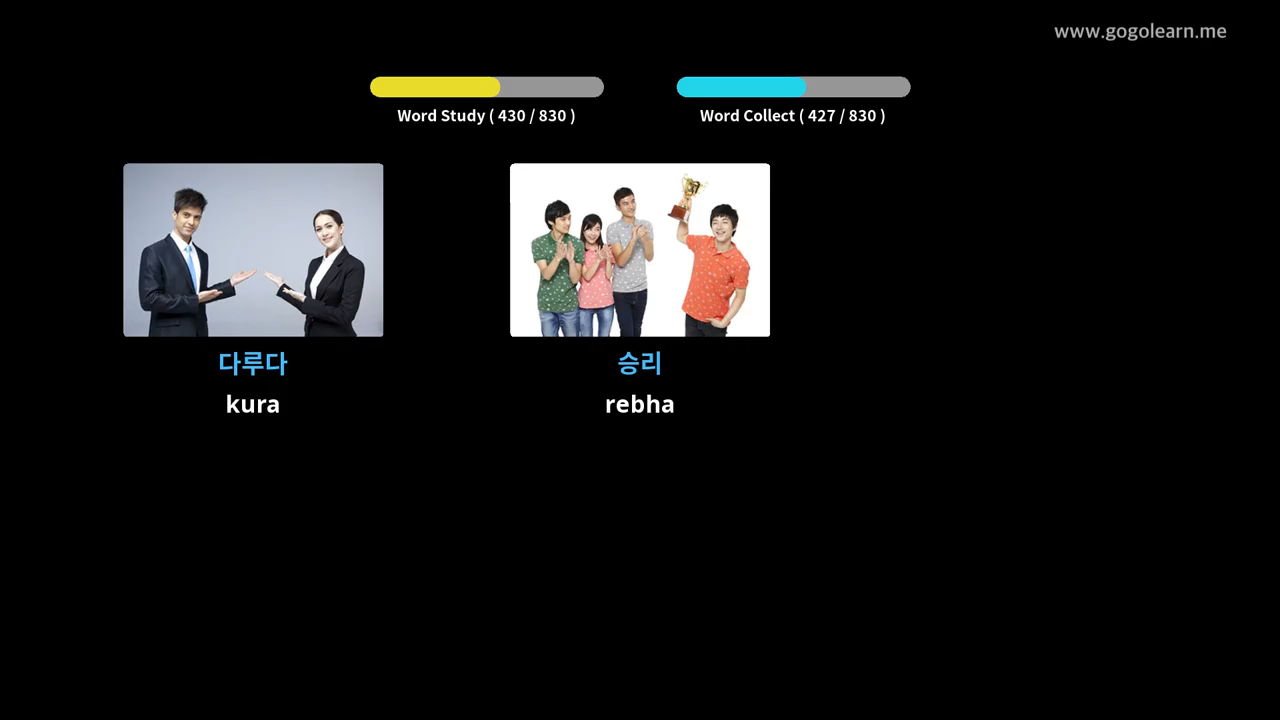 www.gogolearn.me
Word Study ( 430 / 830 )
Word Collect ( 427 / 830 )
다루다
kura
승리
rebha